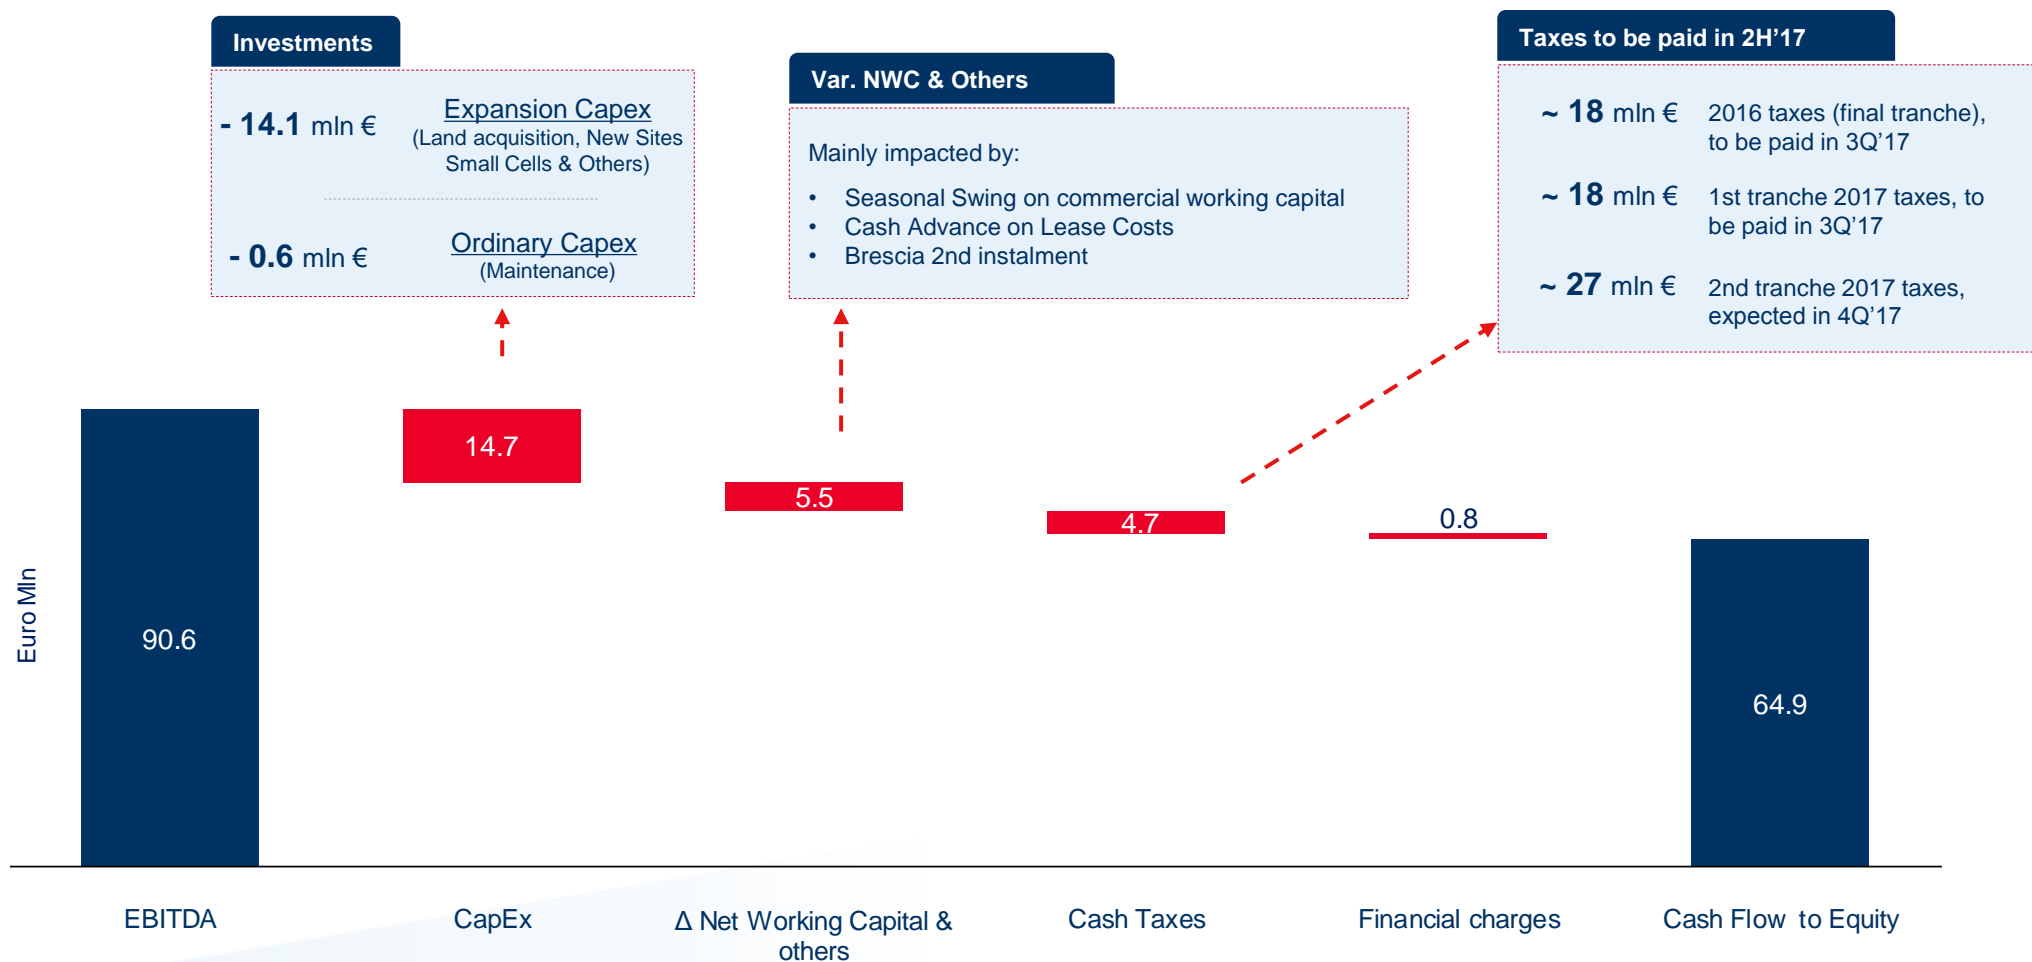 Investments
- 14.1 mln €
Expansion Capex
(Land acquisition, New Sites
Small Cells & Others)
- 0.6 mln €
Ordinary Capex
(Maintenance)
Var. NWC & Others
Mainly impacted by:
• Seasonal Swing on commercial working capital
• Cash Advance on Lease Costs
• Brescia 2nd instalment
Taxes to be paid in 2H'17
~ 18 mln €
2016 taxes (final tranche),
to be paid in 3Q'17
~ 18 mln €
1st tranche 2017 taxes, to
be paid in 3Q'17
~ 27 mln €
2nd tranche 2017 taxes,
expected in 4Q'17
Euro Mln
90.6
14.7
5.5
4.7
0.8
64.9
EBITDA
CapEx
Δ Net Working Capital &
others
Cash Taxes
Financial charges
Cash Flow to Equity